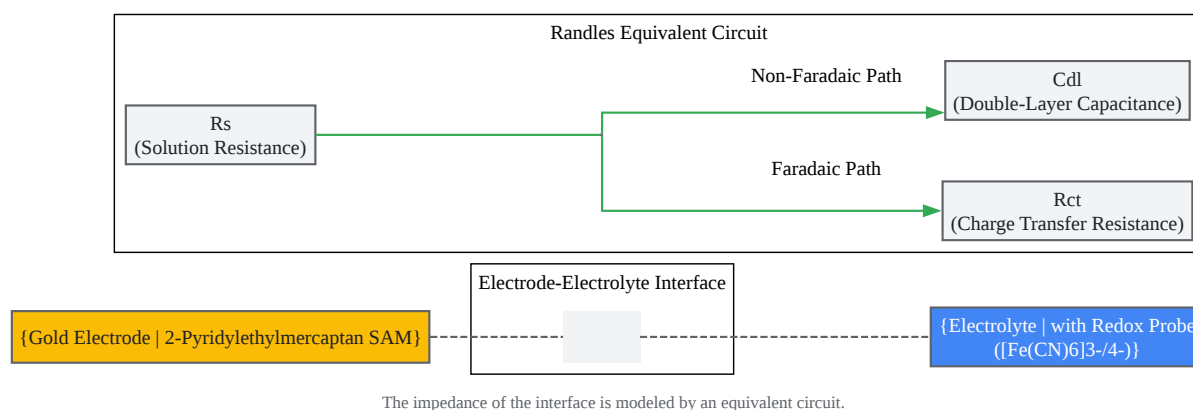 Randles Equivalent Circuit
Non-Faradaic Path
Cdl
(Double-Layer Capacitance)
Rs
(Solution Resistance)
Faradaic Path
Rct
(Charge Transfer Resistance)
Electrode-Electrolyte Interface
{Gold Electrode | 2-Pyridylethylmercaptan SAM}
{Electrolyte | with Redox Probe
([Fe(CN)6]3-/4-)}
The impedance of the interface is modeled by an equivalent circuit.